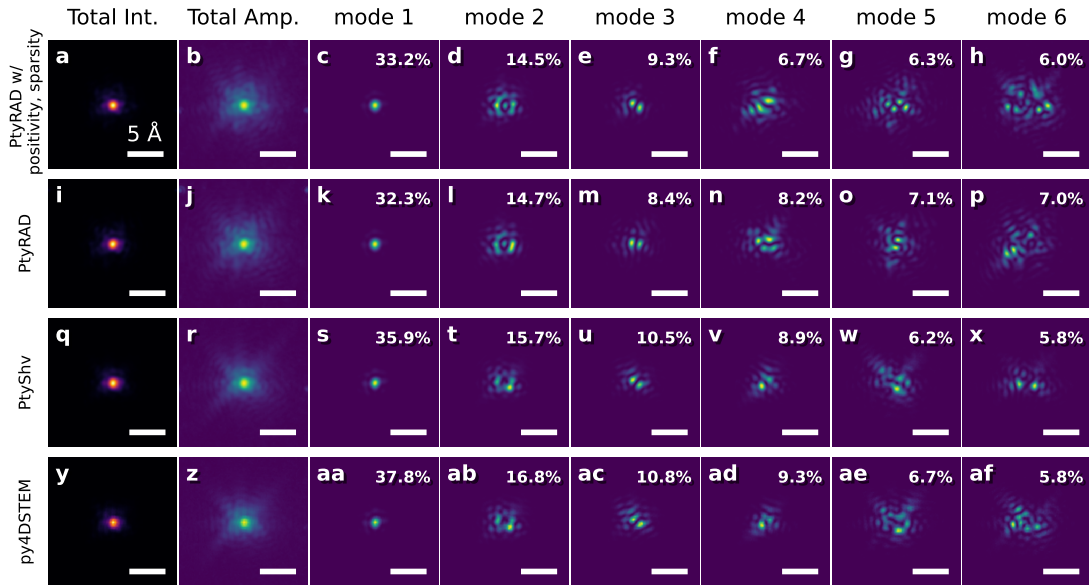 Total Int. Total Amp. mode 1 mode 2 mode 3 mode 4 mode 5 mode 6
PtyRAD w/
positivity, sparsity
a b c 33.2% d 14.5% e 9.3% f 6.7% g 6.3% h 6.0%
5 Å
PtyRAD
i j k 32.3% l 14.7% m 8.4% n 8.2% o 7.1% p 7.0%
PtyShv
q r s 35.9% t 15.7% u 10.5% v 8.9% w 6.2% x 5.8%
py4DSTEM
y z aa 37.8% ab 16.8% ac 10.8% ad 9.3% ae 6.7% af 5.8%